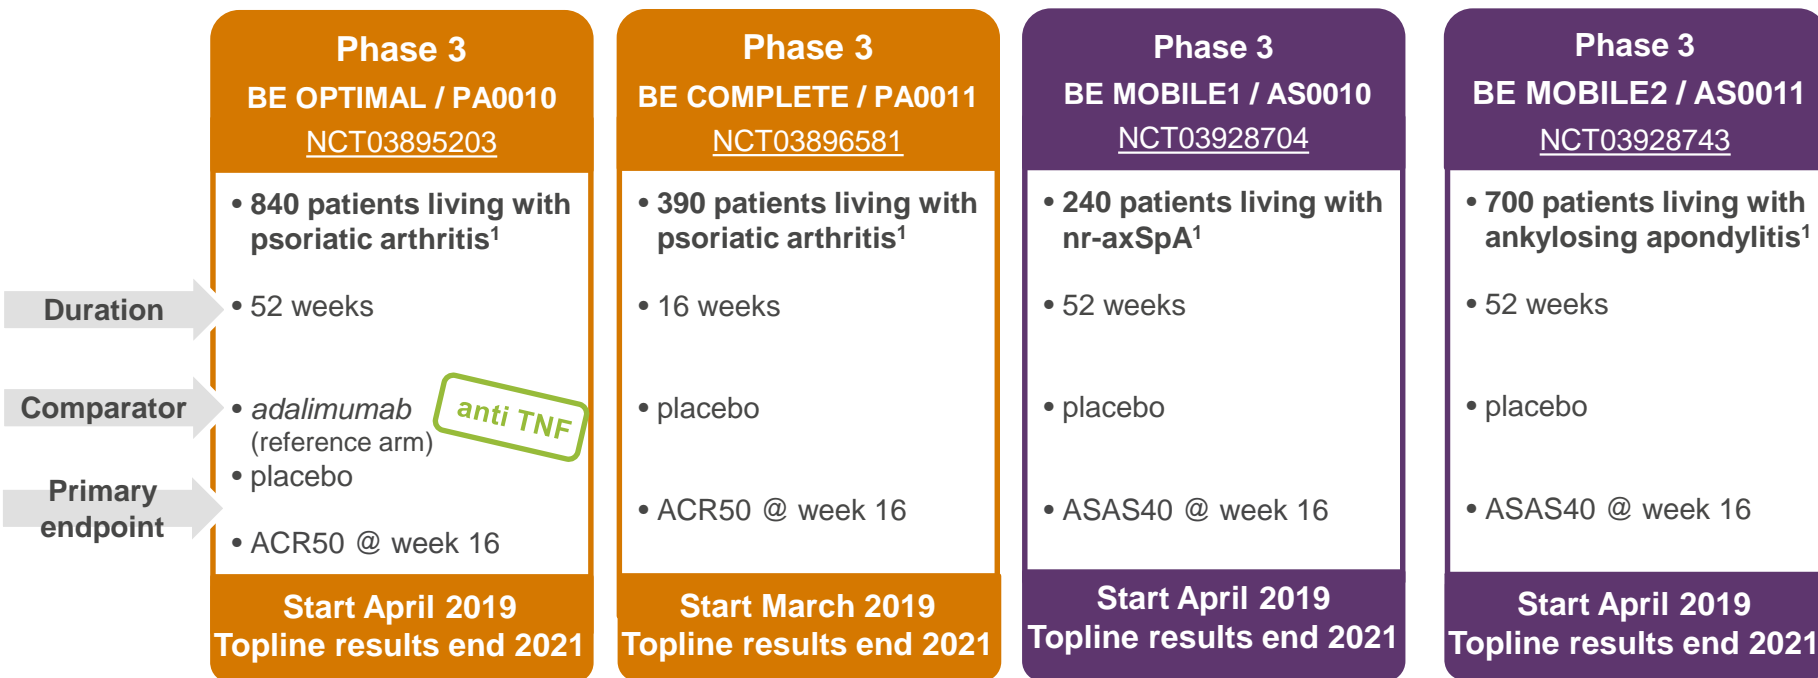 Phase 3
BE OPTIMAL / PA0010
NCT03895203
• 840 patients living with
psoriatic arthritis1
• 52 weeks
• adalimumab
(reference arm)
anti TNF
• placebo
• ACR50 @ week 16
Start April 2019
Topline results end 2021
Phase 3
BE COMPLETE / PA0011
NCT03896581
• 390 patients living with
psoriatic arthritis1
• 16 weeks
• placebo
• ACR50 @ week 16
Start March 2019
Topline results end 2021
Phase 3
BE MOBILE1 / AS0010
NCT03928704
• 240 patients living with
nr-axSpA1
• 52 weeks
• placebo
• ASAS40 @ week 16
Start April 2019
Topline results end 2021
Phase 3
BE MOBILE2 / AS0011
NCT03928743
• 700 patients living with
ankylosing apondylitis1
• 52 weeks
• placebo
• ASAS40 @ week 16
Start April 2019
Topline results end 2021
Duration
Comparator
Primary
endpoint